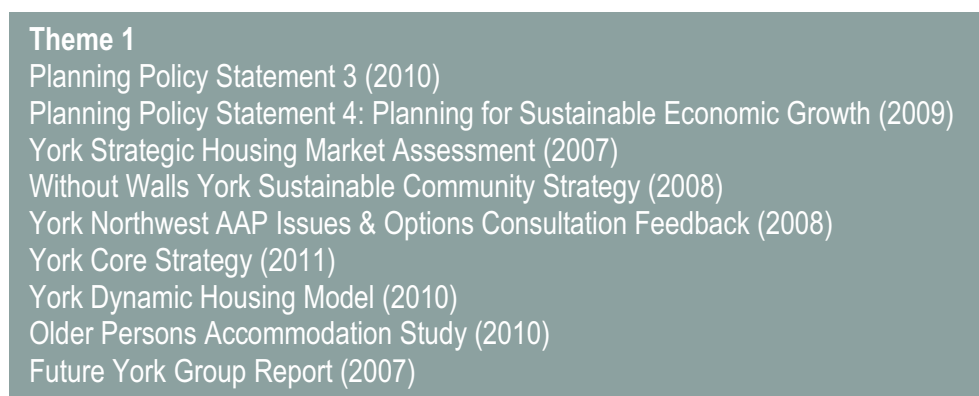 Theme 1
Planning Policy Statement 3 (2010)
Planning Policy Statement 4: Planning for Sustainable Economic Growth (2009)
York Strategic Housing Market Assessment (2007)
Without Walls York Sustainable Community Strategy (2008)
York Northwest AAP Issues & Options Consultation Feedback (2008)
York Core Strategy (2011)
York Dynamic Housing Model (2010)
Older Persons Accommodation Study (2010)
Future York Group Report (2007)